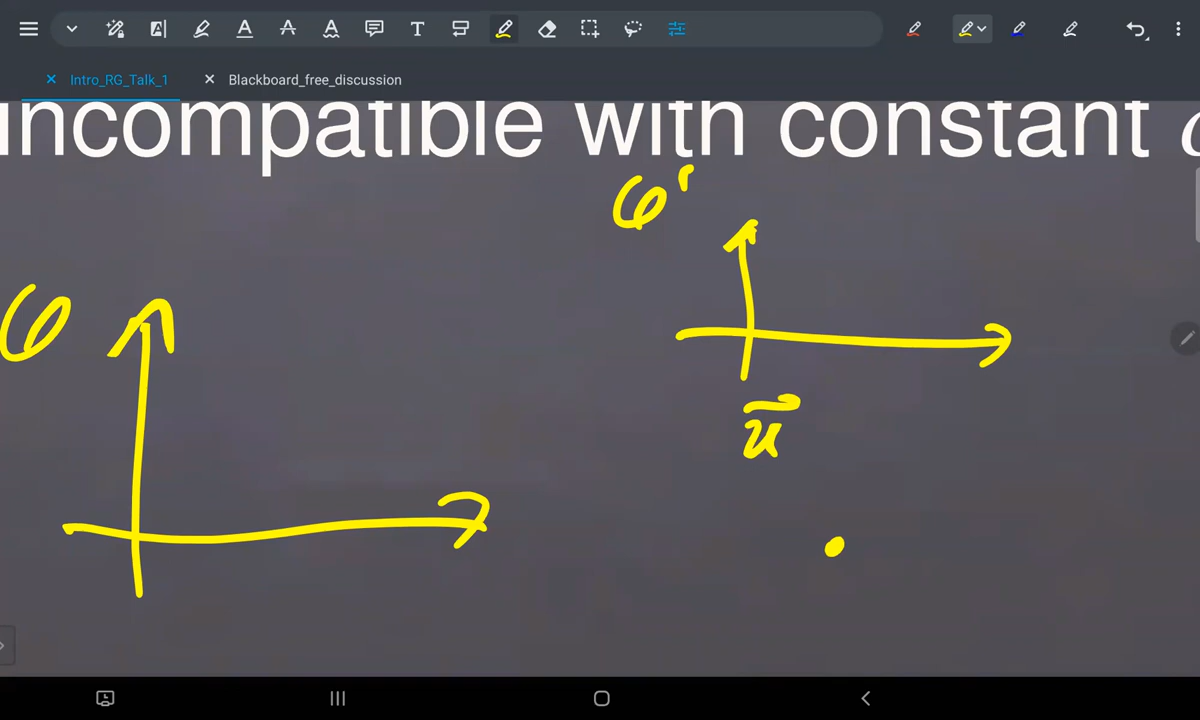 Intro_RG_Talk_1
Blackboard_free_discussion
incompatible with constant
φ'
φ
u⃗